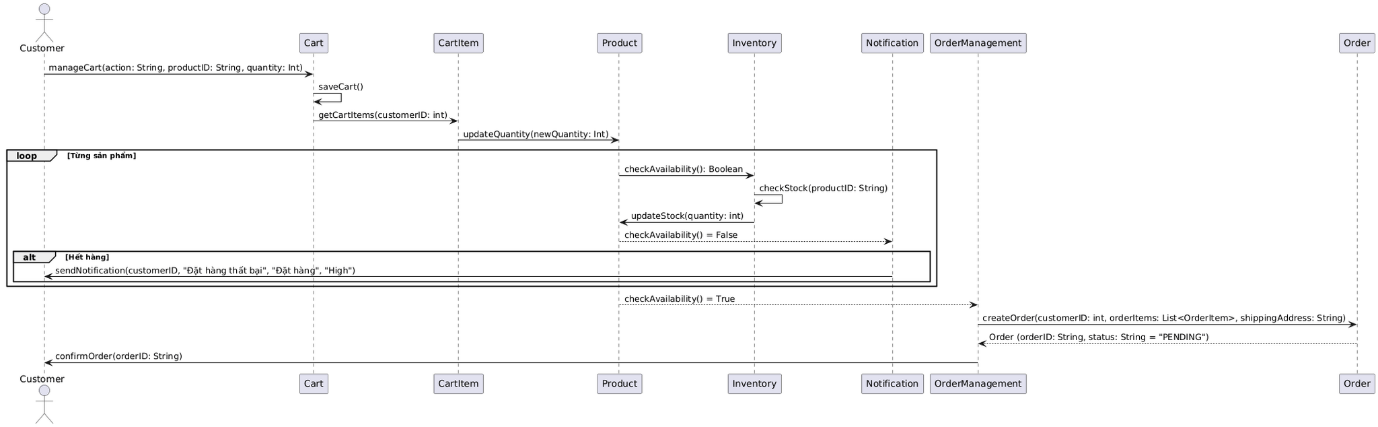 Customer
Cart
CartItem
Product
Inventory
Notification
OrderManagement
Order
manageCart(action: String, productID: String, quantity: Int)
saveCart()
getCartItems(customerID: int)
updateQuantity(newQuantity: Int)
loop [Từng sản phẩm]
checkAvailability(): Boolean
checkStock(productID: String)
updateStock(quantity: int)
checkAvailability() = False
alt [Hết hàng]
sendNotification(customerID, "Đặt hàng thất bại", "Đặt hàng", "High")
checkAvailability() = True
createOrder(customerID: int, orderItems: List<OrderItem>, shippingAddress: String)
Order (orderID: String, status: String = "PENDING")
confirmOrder(orderID: String)
Customer
Cart
CartItem
Product
Inventory
Notification
OrderManagement
Order